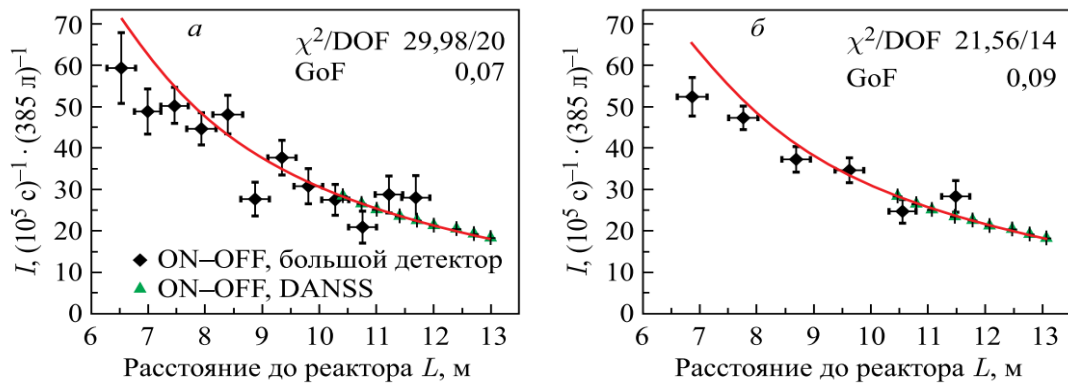 а
χ²/DOF 29,98/20
GoF 0,07
I, (10⁵ с)⁻¹ · (385 л)⁻¹
70
60
50
40
30
20
10
0
ON–OFF, большой детектор
ON–OFF, DANSS
6 7 8 9 10 11 12 13
Расстояние до реактора L, м
б
χ²/DOF 21,56/14
GoF 0,09
I, (10⁵ с)⁻¹ · (385 л)⁻¹
70
60
50
40
30
20
10
0
6 7 8 9 10 11 12 13
Расстояние до реактора L, м